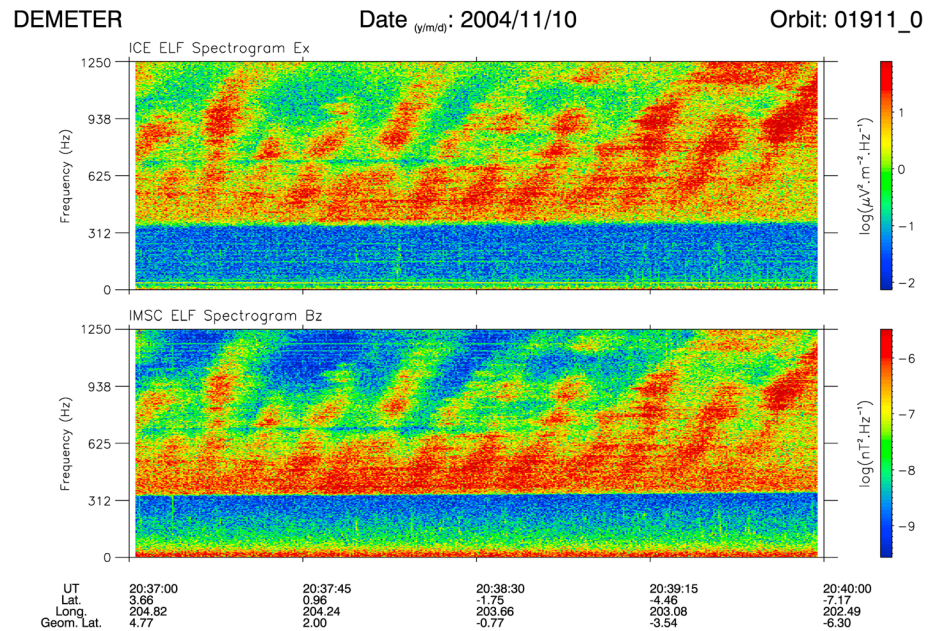 DEMETER Date (y/m/d): 2004/11/10 Orbit: 01911_0
ICE ELF Spectrogram Ex
1250
938
625
312
0
Frequency (Hz)
1
0
−1
−2
log(μV².m⁻².Hz⁻¹)
IMSC ELF Spectrogram Bz
1250
938
625
312
0
Frequency (Hz)
−6
−7
−8
−9
log(nT².Hz⁻¹)
UT 20:37:00 20:37:45 20:38:30 20:39:15 20:40:00
Lat. 3.66 0.96 -1.75 -4.46 -7.17
Long. 204.82 204.24 203.66 203.08 202.49
Geom. Lat. 4.77 2.00 -0.77 -3.54 -6.30